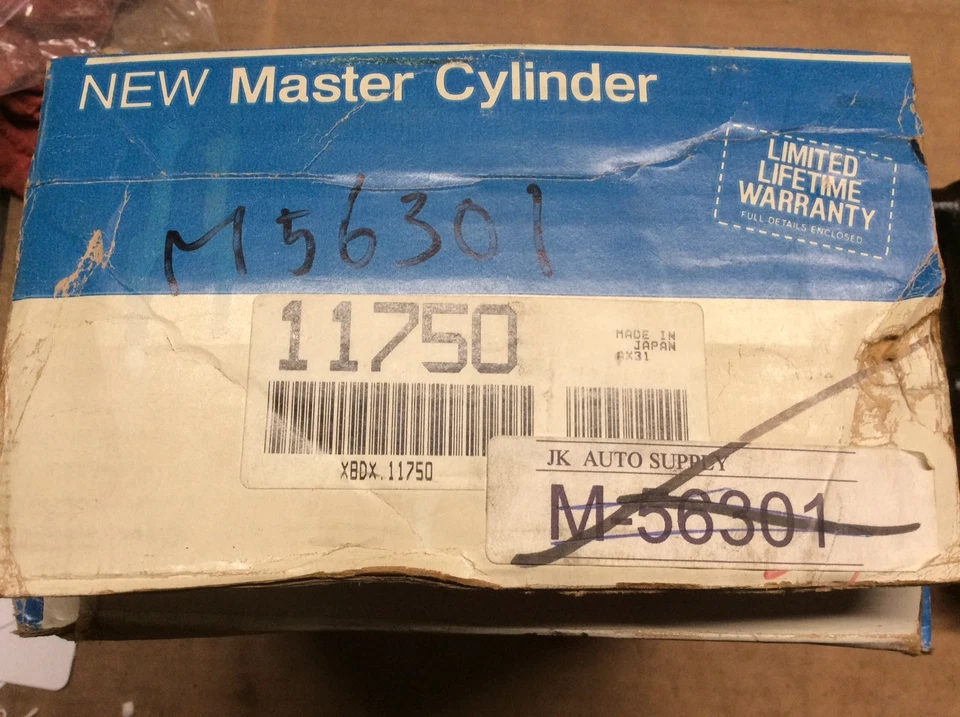 NEW Master Cylinder
LIMITED
LIFETIME
WARRANTY
FULL DETAILS ENCLOSED
M56301
11750
MADE IN
JAPAN
AX31
XBDX.11750
JK AUTO SUPPLY
M-56301